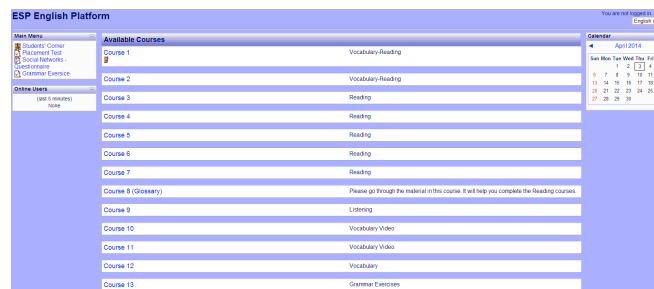 ESP English Platform
You are not logged in.
English
Main Menu
Students' Corner
Placement Test
Social Networks -
Questionnaire
Grammar Exersice
Online Users
(last 5 minutes)
None
Available Courses
Course 1 Vocabulary-Reading
Course 2 Vocabulary-Reading
Course 3 Reading
Course 4 Reading
Course 5 Reading
Course 6 Reading
Course 7 Reading
Course 8 (Glossary) Please go through the material in this course. It will help you complete the Reading courses.
Course 9 Listening
Course 10 Vocabulary Video
Course 11 Vocabulary Video
Course 12 Vocabulary
Course 13 Grammar Exercises
Calendar
◄ April 2014
Sun Mon Tue Wed Thu Fri
1 2 3 4
6 7 8 9 10 11
13 14 15 16 17 18
20 21 22 23 24 25
27 28 29 30